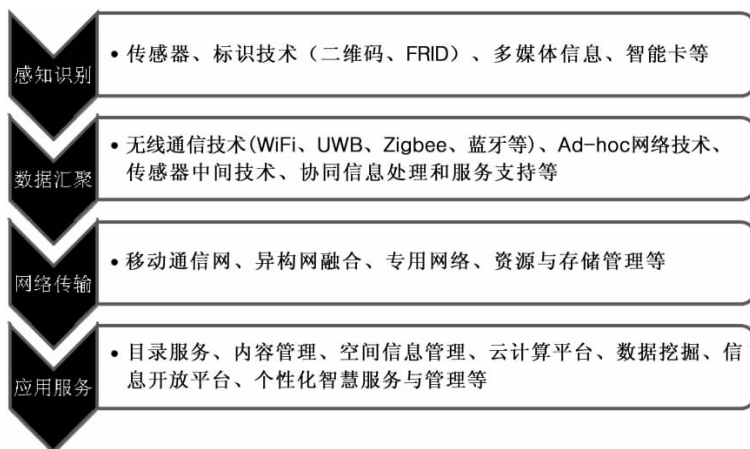 感知识别
• 传感器、标识技术（二维码、FRID）、多媒体信息、智能卡等
数据汇聚
• 无线通信技术(WiFi、UWB、Zigbee、蓝牙等)、Ad-hoc网络技术、
传感器中间技术、协同信息处理和服务支持等
网络传输
• 移动通信网、异构网融合、专用网络、资源与存储管理等
应用服务
• 目录服务、内容管理、空间信息管理、云计算平台、数据挖掘、信
息开放平台、个性化智慧服务与管理等